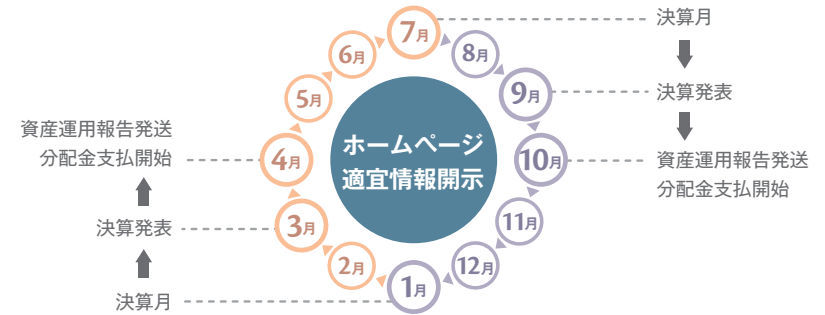 7月
8月
9月
10月
11月
12月
1月
2月
3月
4月
5月
6月
ホームページ
適宜情報開示
決算月
決算発表
資産運用報告発送
分配金支払開始
決算月
決算発表
資産運用報告発送
分配金支払開始